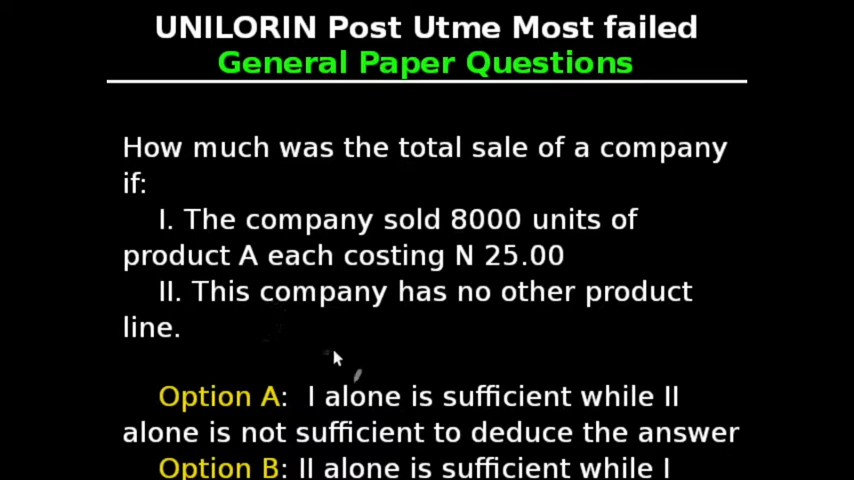 UNILORIN Post Utme Most failed
General Paper Questions
How much was the total sale of a company
if:
I. The company sold 8000 units of
product A each costing N 25.00
II. This company has no other product
line.
Option A: I alone is sufficient while II
alone is not sufficient to deduce the answer
Option B: II alone is sufficient while I